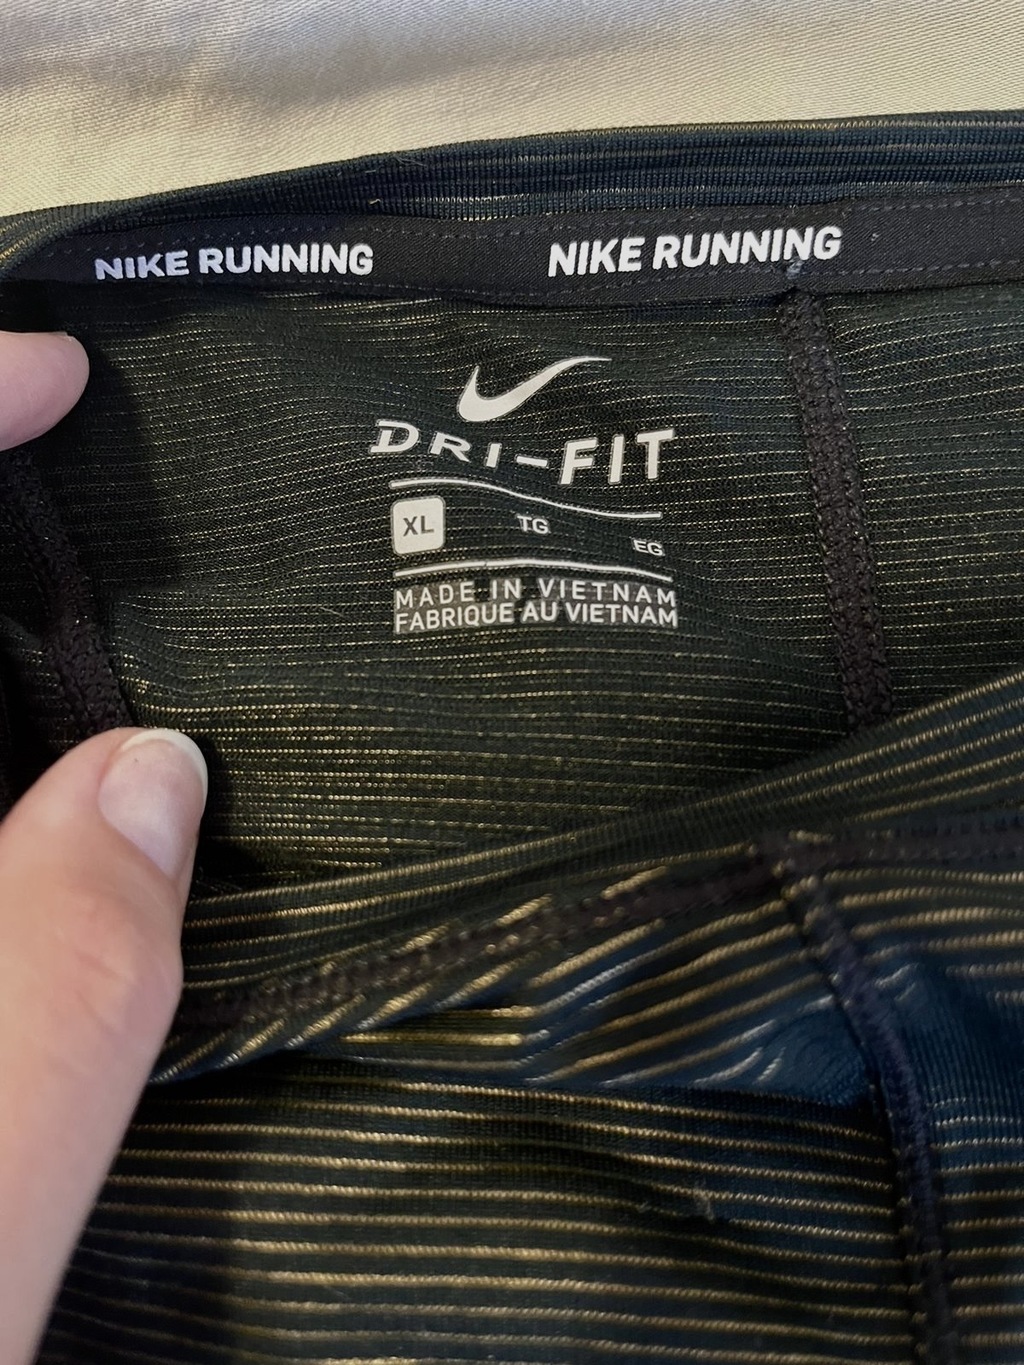 NIKE RUNNING NIKE RUNNING
DRI-FIT
XL TG EG
MADE IN VIETNAM
FABRIQUE AU VIETNAM